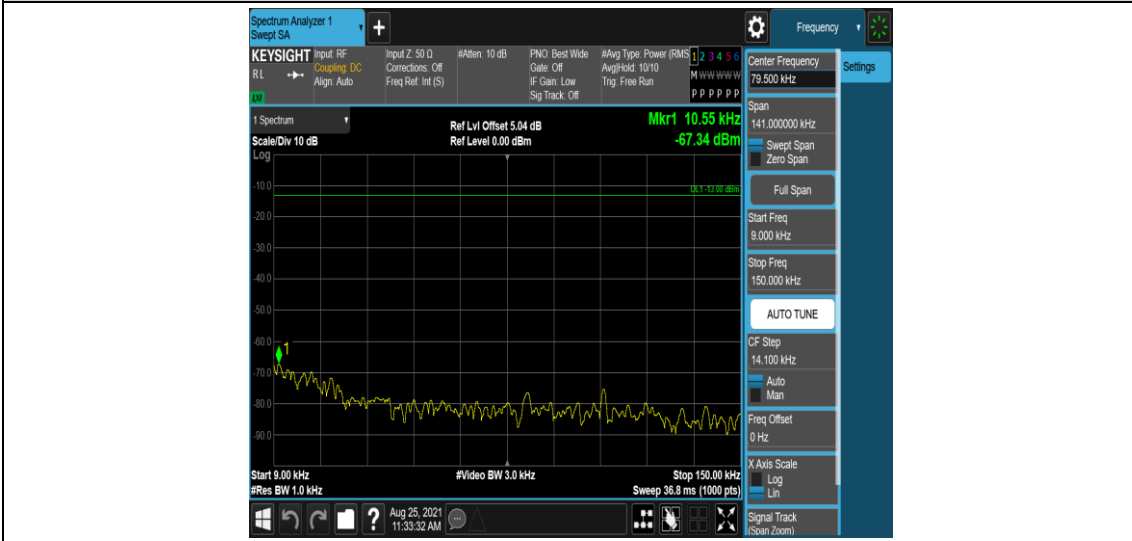 Spectrum Analyzer 1
Swept SA
+
Frequency
KEYSIGHT
RL
LM
Input: RF
Coupling: DC
Align: Auto
Input Z: 50 Ω
Corrections: Off
Freq Ref: Int (S)
#Atten: 10 dB
PNO: Best Wide
Gate: Off
IF Gain: Low
Sig Track: Off
#Avg Type: Power (RMS
Avg|Hold: 10/10
Trig: Free Run
1 2 3 4 5 6
M W W W W W
P P P P P P
1 Spectrum
Scale/Div 10 dB
Log
Ref Lvl Offset 5.04 dB
Ref Level 0.00 dBm
Mkr1 10.55 kHz
-67.34 dBm
DL1 -13.00 dBm
-10.0
-20.0
-30.0
-40.0
-50.0
-60.0
-70.0
-80.0
-90.0
1
Start 9.00 kHz
#Res BW 1.0 kHz
#Video BW 3.0 kHz
Stop 150.00 kHz
Sweep 36.8 ms (1000 pts)
?
Aug 25, 2021
11:33:32 AM
Center Frequency
79.500 kHz
Settings
Span
141.000000 kHz
Swept Span
Zero Span
Full Span
Start Freq
9.000 kHz
Stop Freq
150.000 kHz
AUTO TUNE
CF Step
14.100 kHz
Auto
Man
Freq Offset
0 Hz
X Axis Scale
Log
Lin
Signal Track
(Span Zoom)